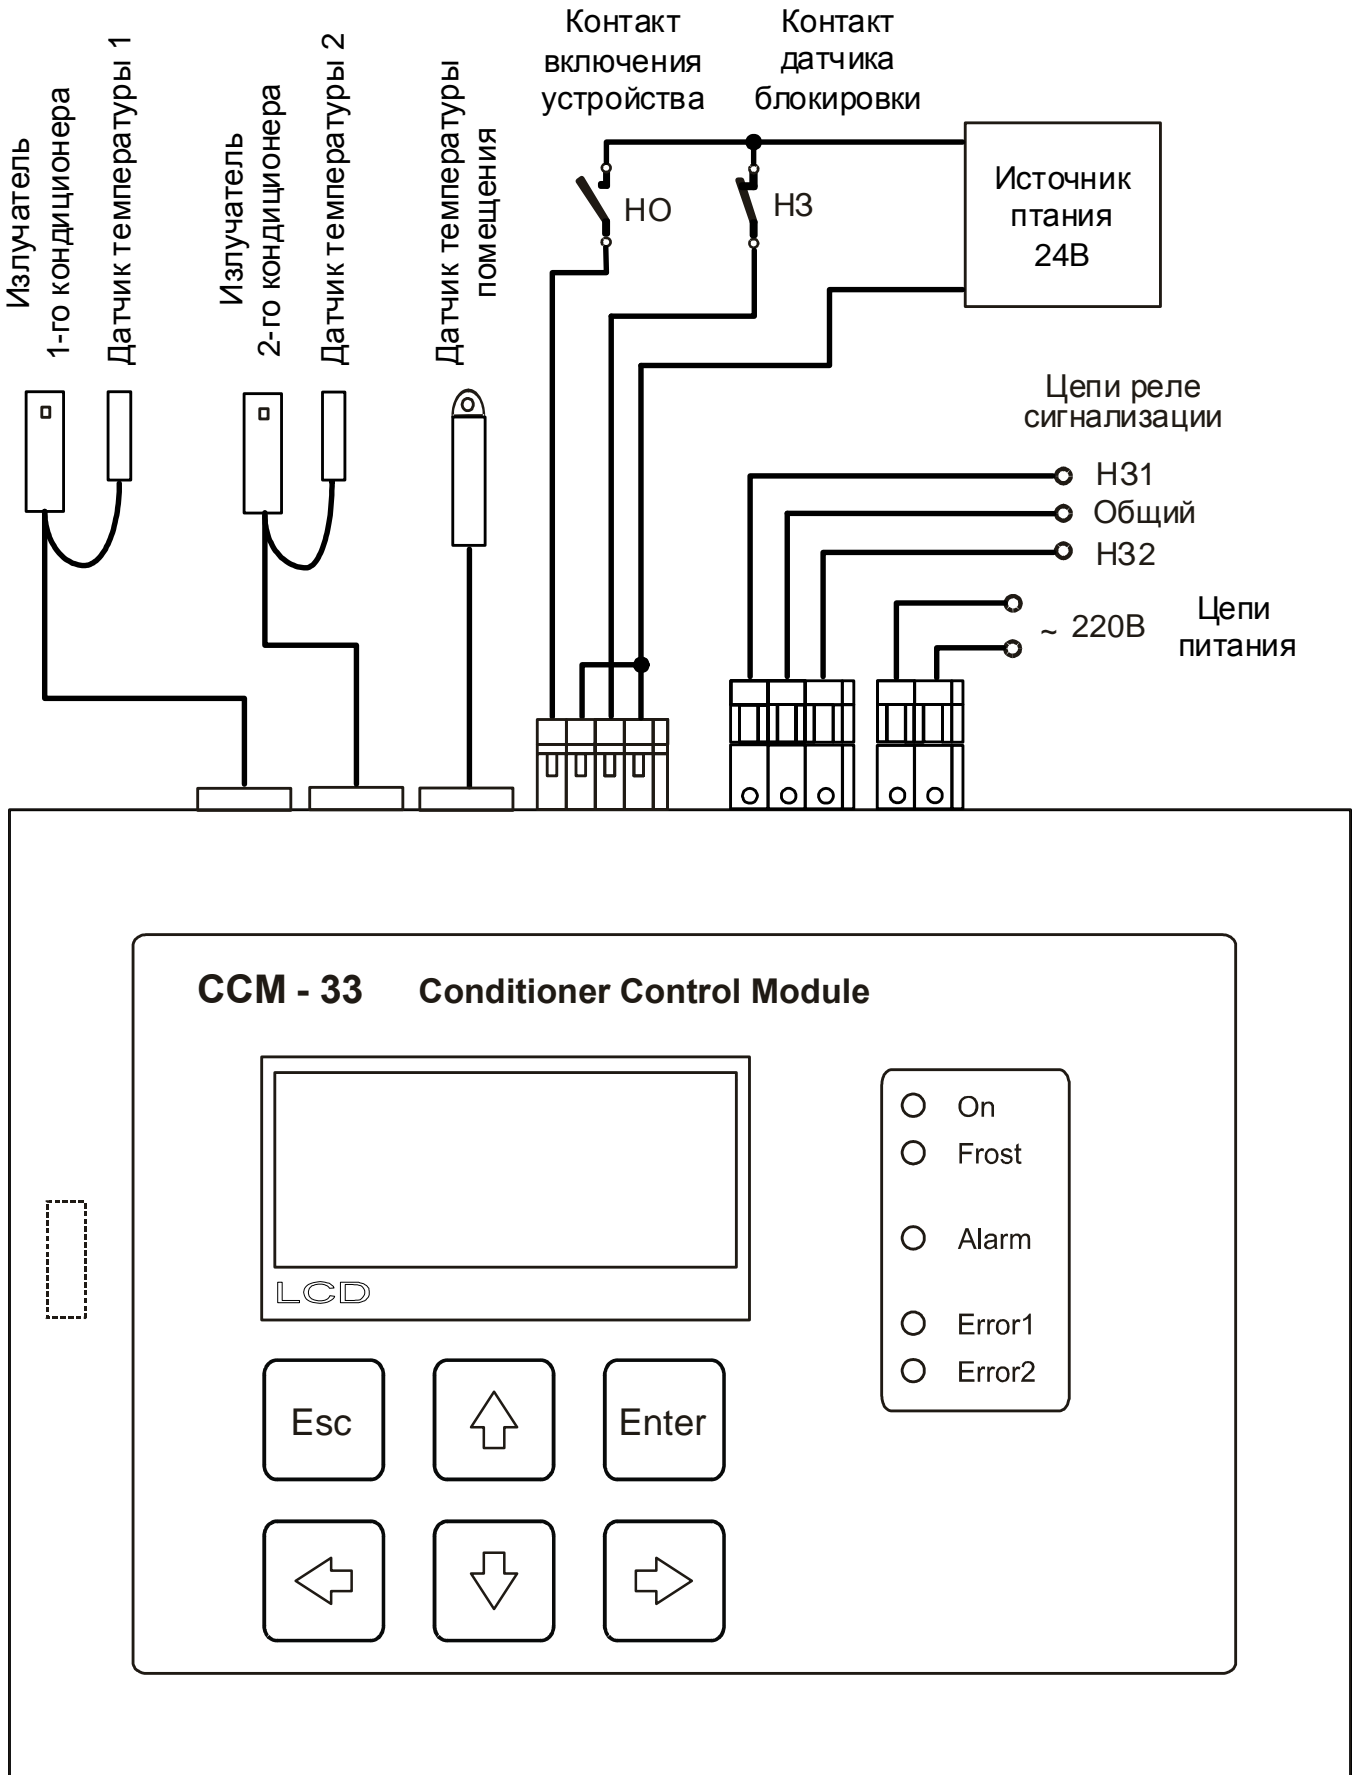 Излучатель
1-го кондиционера
Датчик температуры 1
Излучатель
2-го кондиционера
Датчик температуры 2
Датчик температуры
помещения
Контакт
включения
устройства
Контакт
датчика
блокировки
НО
НЗ
Источник
птания
24В
Цепи реле
сигнализации
НЗ1
Общий
НЗ2
~ 220В
Цепи
питания
CCM - 33 Conditioner Control Module
LCD
On
Frost
Alarm
Error1
Error2
Esc
Enter